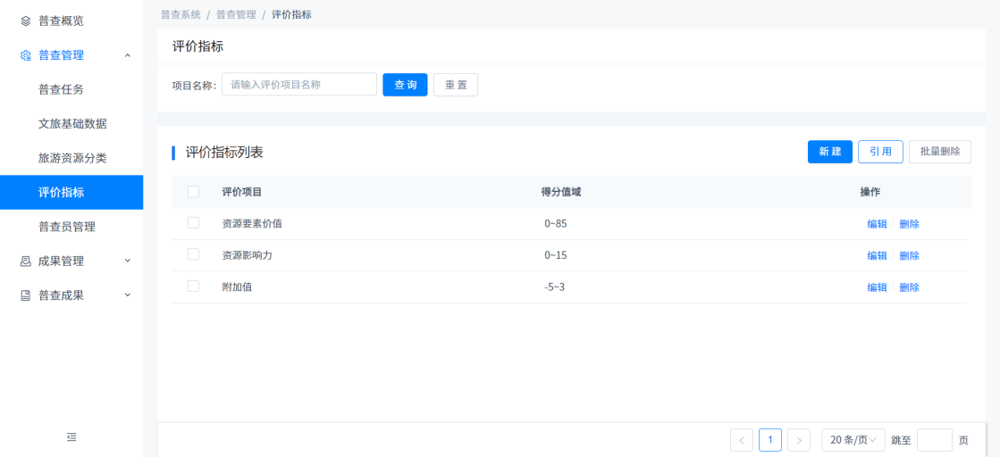 普查概览
普查管理
普查任务
文旅基础数据
旅游资源分类
评价指标
普查员管理
成果管理
普查成果
普查系统 / 普查管理 / 评价指标
评价指标
项目名称: 请输入评价项目名称 查询 重置
评价指标列表 新建 引用 批量删除
评价项目 得分值域 操作
资源要素价值 0~85 编辑 删除
资源影响力 0~15 编辑 删除
附加值 -5~3 编辑 删除
< 1 > 20 条/页 跳至 页